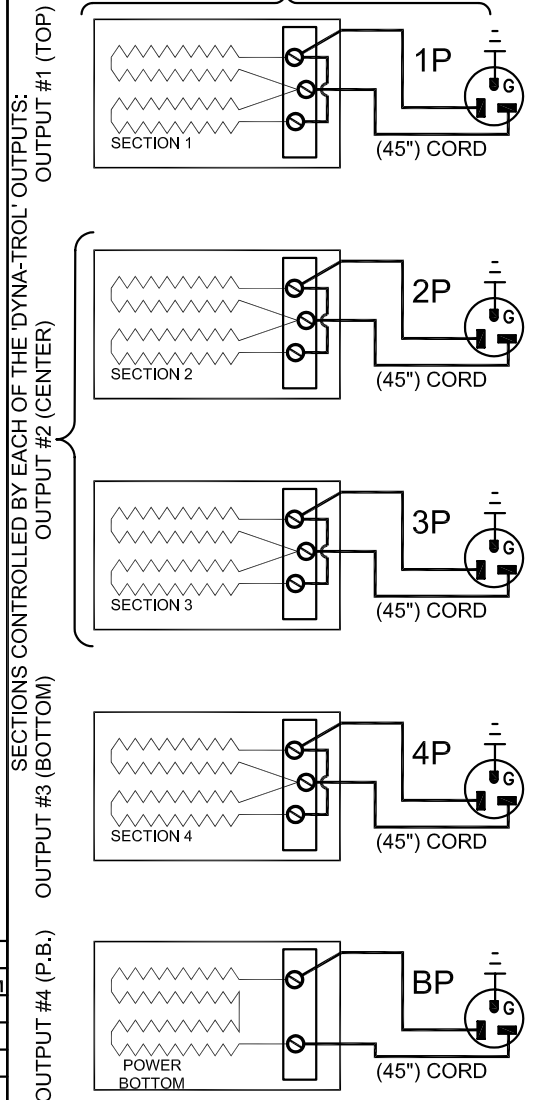 SECTIONS CONTROLLED BY EACH OF THE 'DYNA-TROL' OUTPUTS:
OUTPUT #1 (TOP)
SECTION 1
1P
G
(45") CORD
OUTPUT #2 (CENTER)
SECTION 2
2P
G
(45") CORD
SECTION 3
3P
G
(45") CORD
OUTPUT #3 (BOTTOM)
SECTION 4
4P
G
(45") CORD
OUTPUT #4 (P.B.)
POWER
BOTTOM
BP
G
(45") CORD